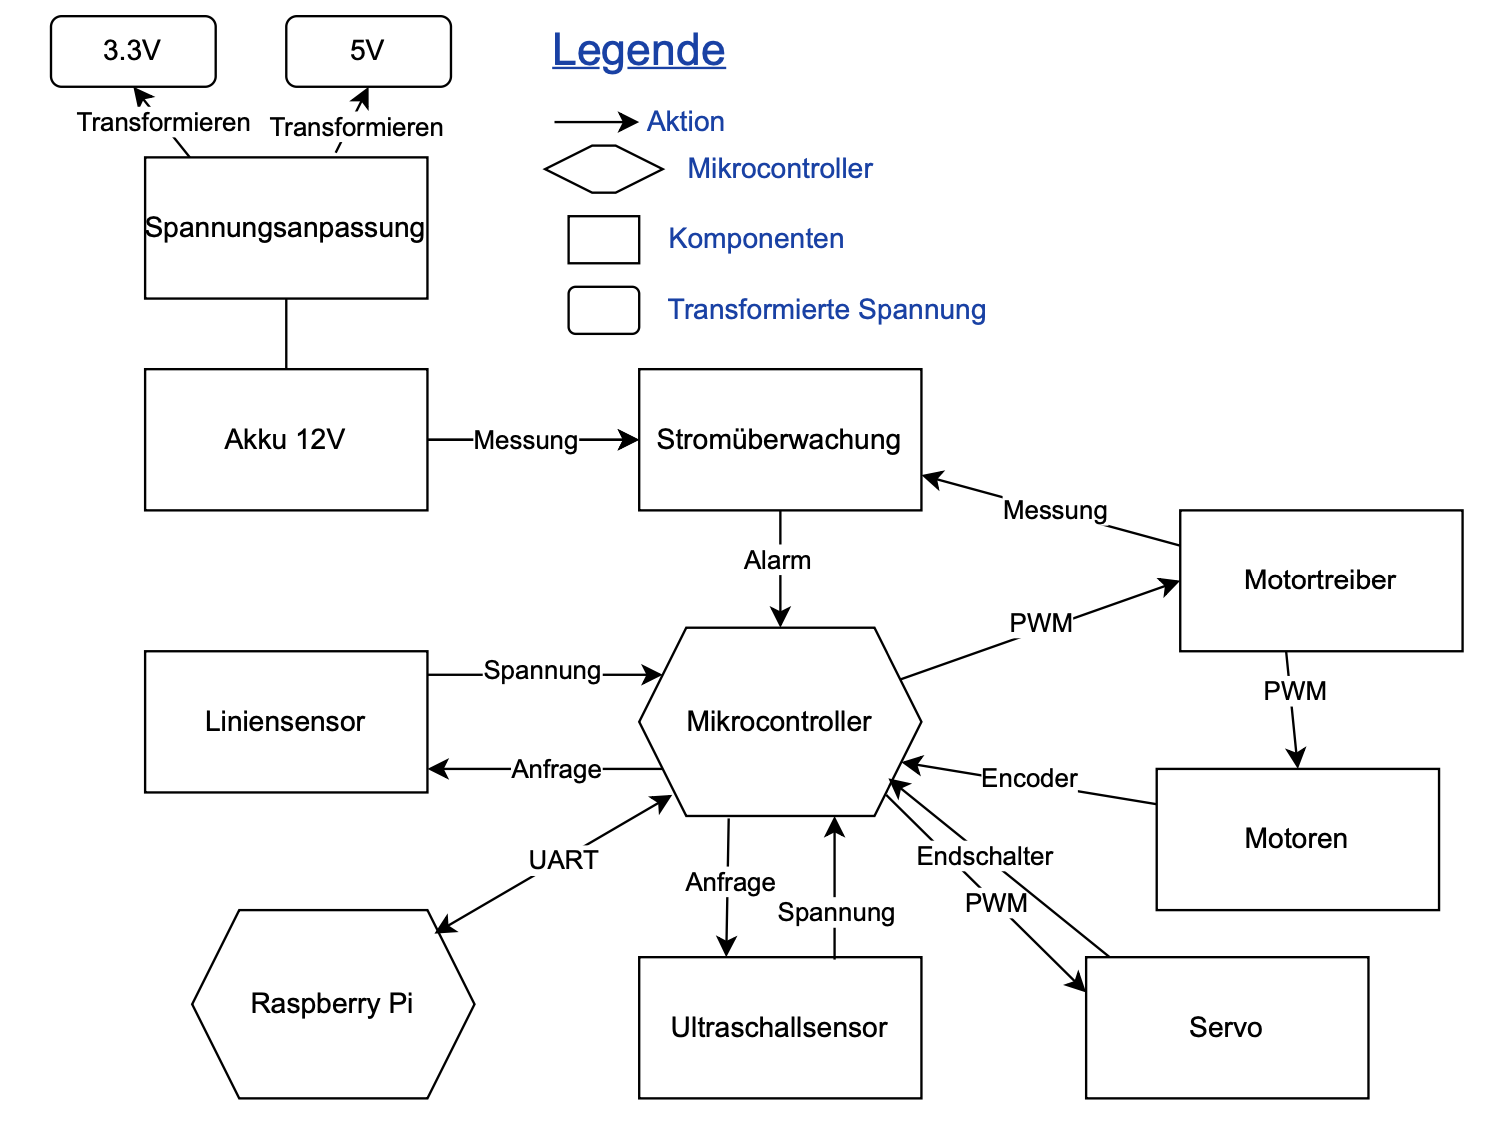 3.3V
5V
Legende
Transformieren
Transformieren
Aktion
Mikrocontroller
Spannungsanpassung
Komponenten
Transformierte Spannung
Akku 12V
Messung
Stromüberwachung
Messung
Alarm
Motortreiber
PWM
Spannung
PWM
Liniensensor
Mikrocontroller
Anfrage
Encoder
Motoren
UART
Endschalter
Anfrage
PWM
Spannung
Raspberry Pi
Ultraschallsensor
Servo